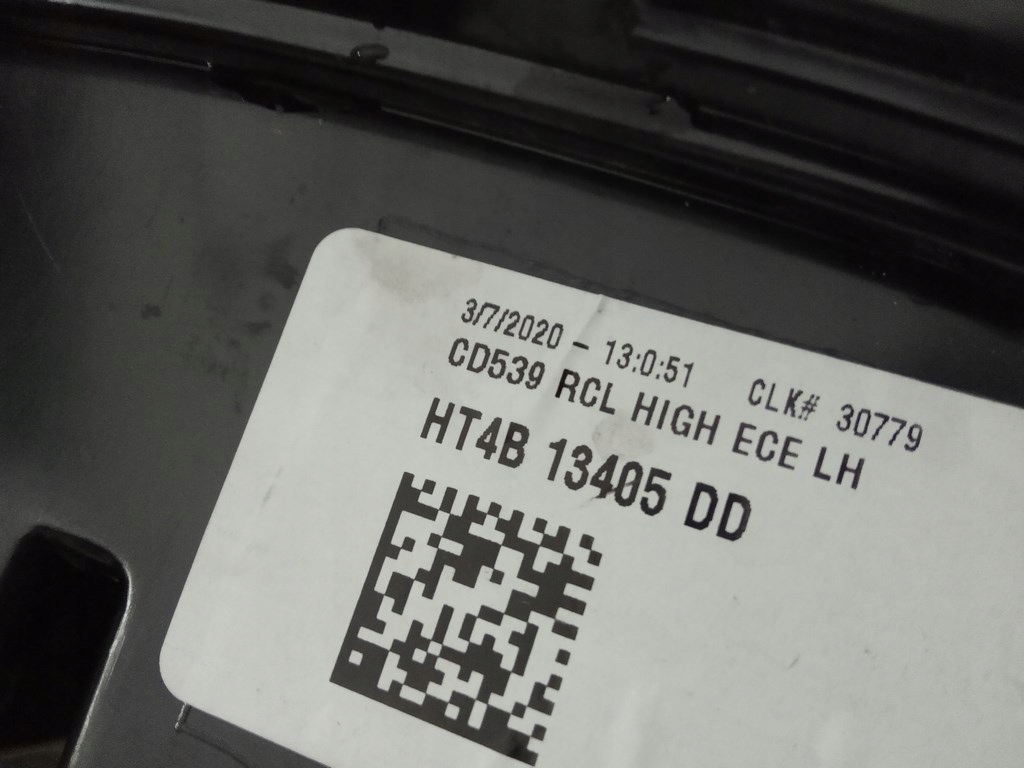 3/7/2020 - 13:0:51 CLK# 30779
CD539 RCL HIGH ECE LH
HT4B 13405 DD